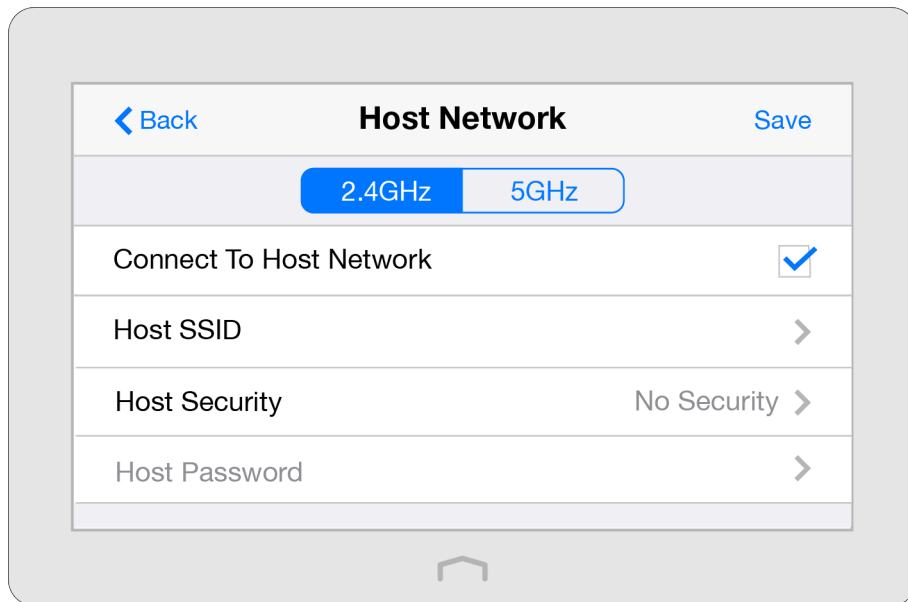 Back Host Network Save
2.4GHz 5GHz
Connect To Host Network
Host SSID
Host Security No Security
Host Password